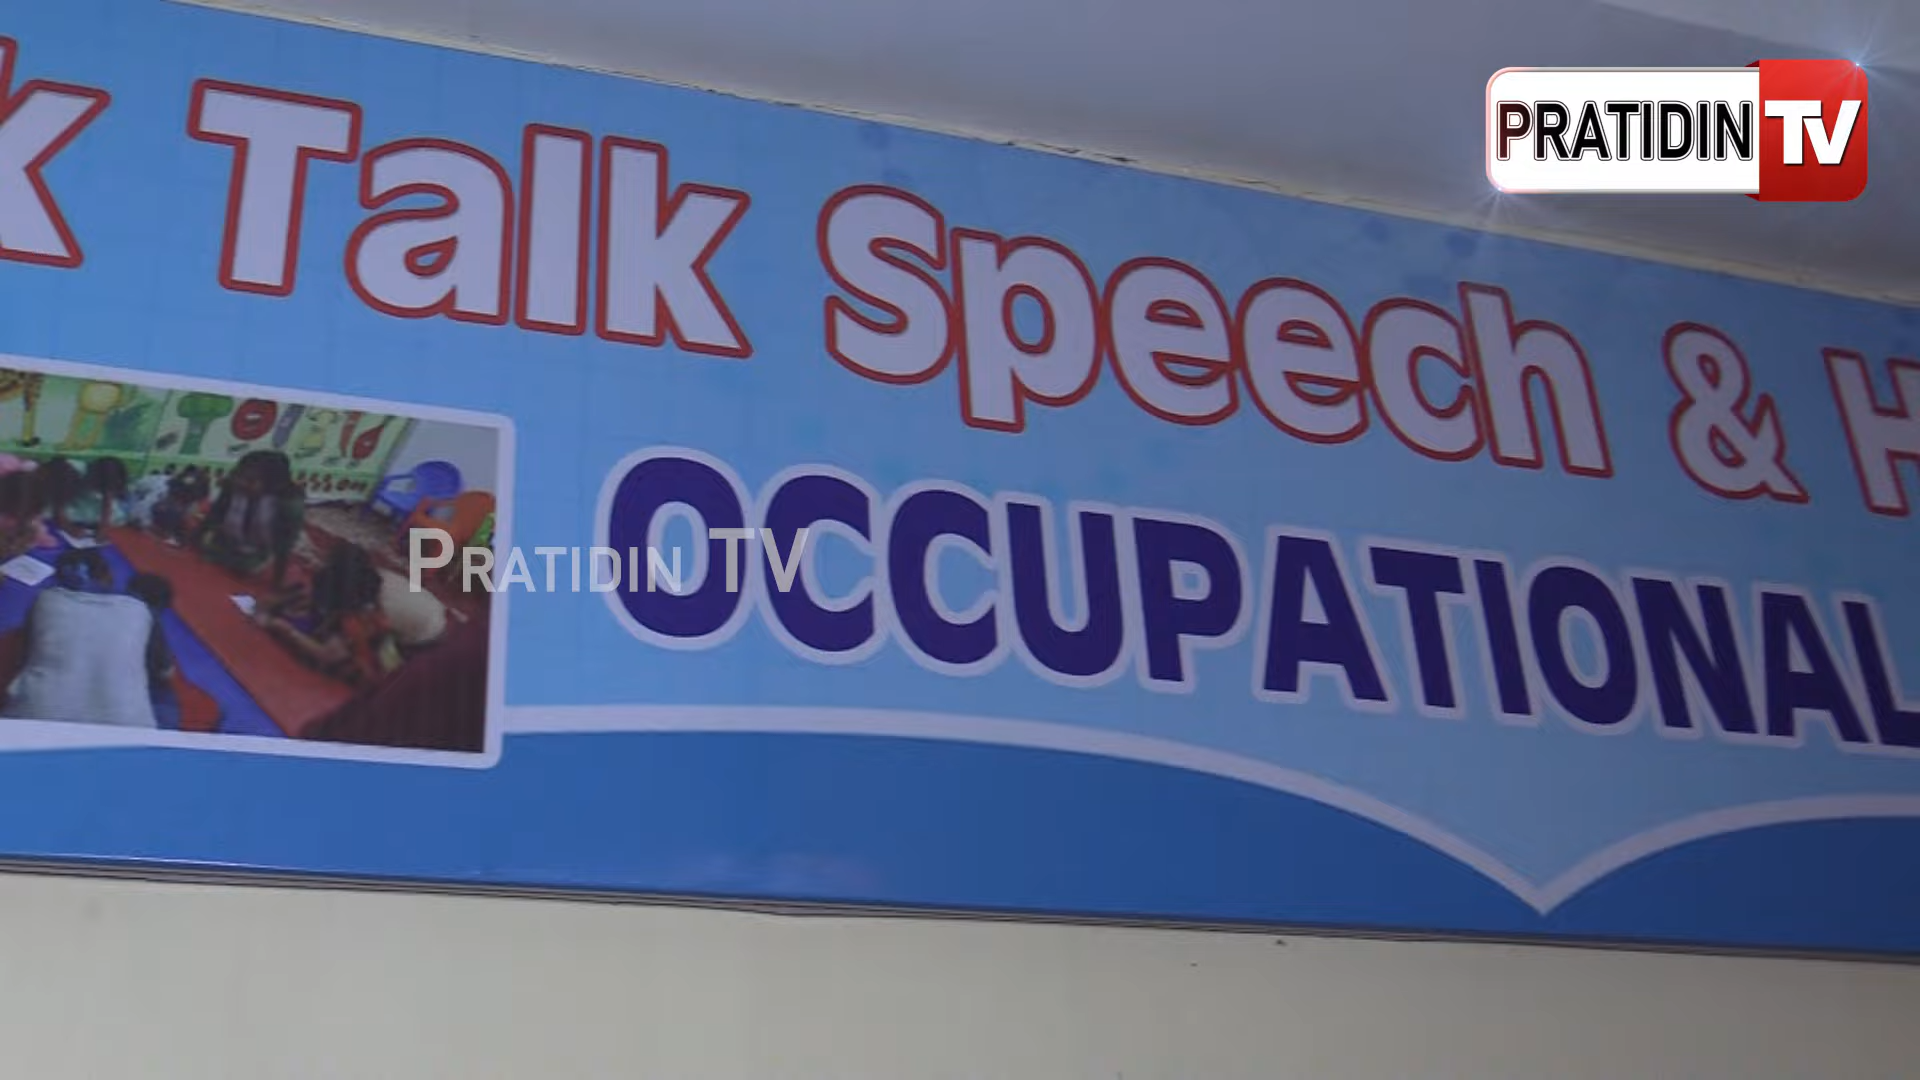 PRATIDIN TV
k Talk Speech & H
OCCUPATIONAL
PRATIDIN TV